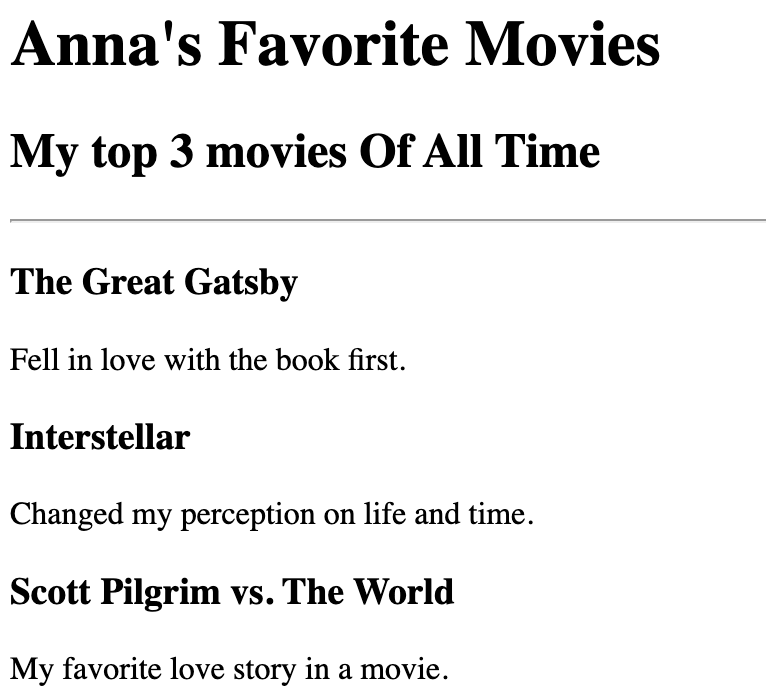 Anna's Favorite Movies
My top 3 movies Of All Time
The Great Gatsby
Fell in love with the book first.
Interstellar
Changed my perception on life and time.
Scott Pilgrim vs. The World
My favorite love story in a movie.